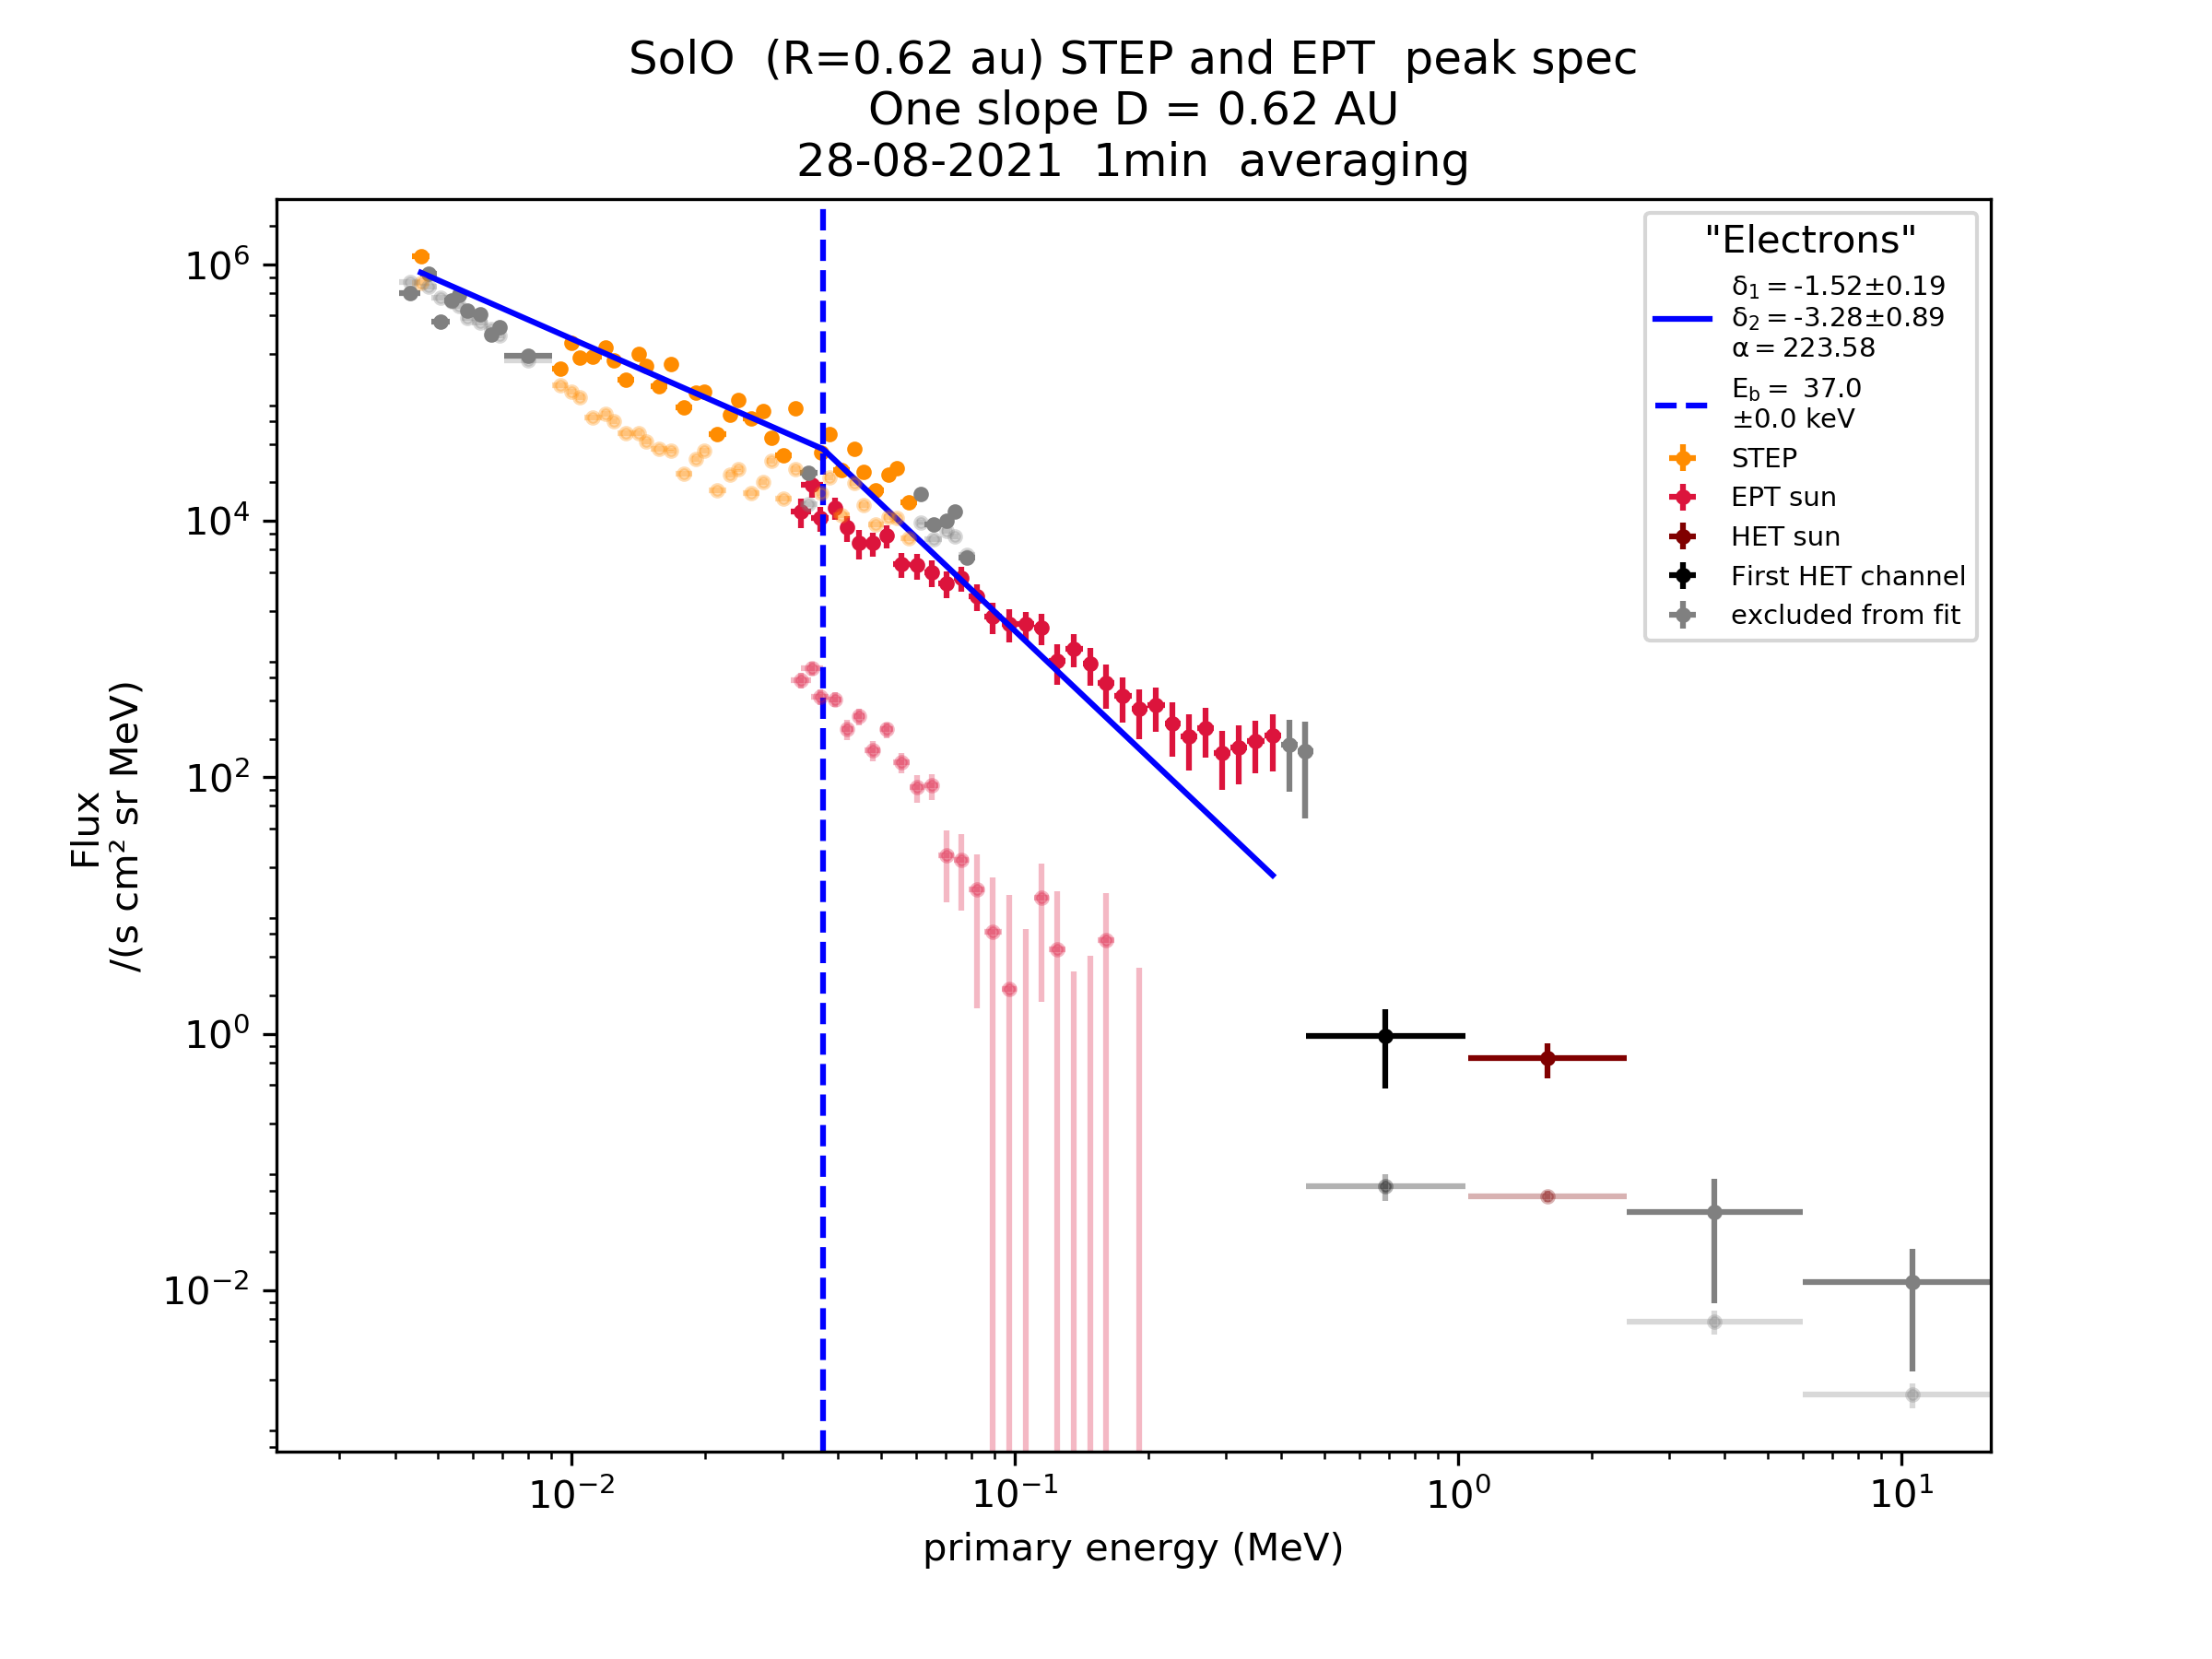 SolO  (R=0.62 au) STEP and EPT  peak spec
One slope D = 0.62 AU
28-08-2021  1min  averaging
"Electrons"
δ₁ = -1.52±0.19
δ₂ = -3.28±0.89
α = 223.58
E_b = 37.0
±0.0 keV
STEP
EPT sun
HET sun
First HET channel
excluded from fit
Flux
/(s cm² sr MeV)
10⁶
10⁴
10²
10⁰
10⁻²
10⁻² 10⁻¹ 10⁰ 10¹
primary energy (MeV)